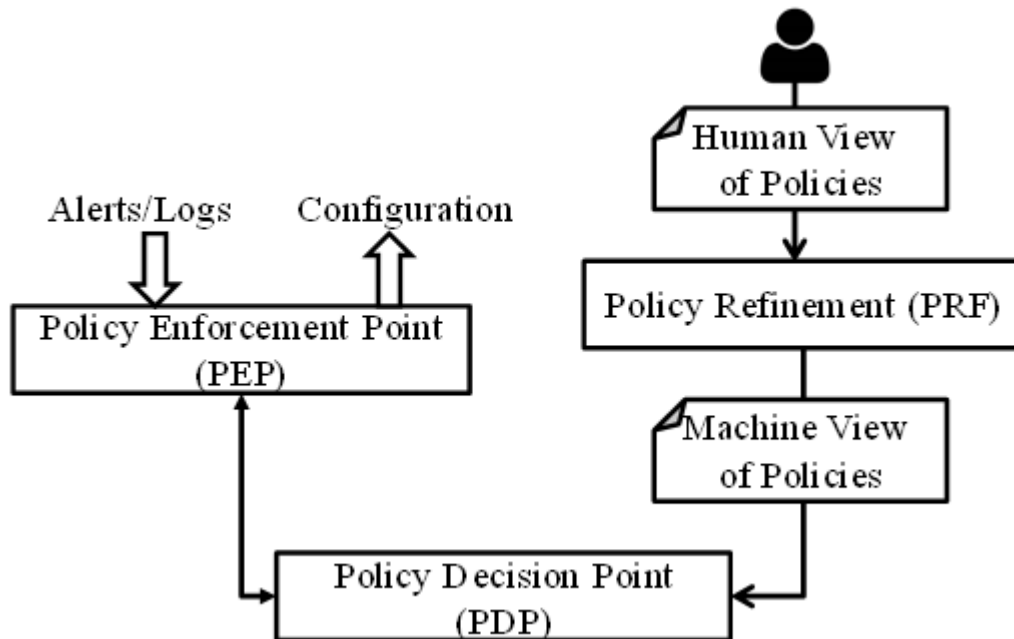 Human View
of Policies
Alerts/Logs
Configuration
Policy Refinement (PRF)
Policy Enforcement Point
(PEP)
Machine View
of Policies
Policy Decision Point
(PDP)